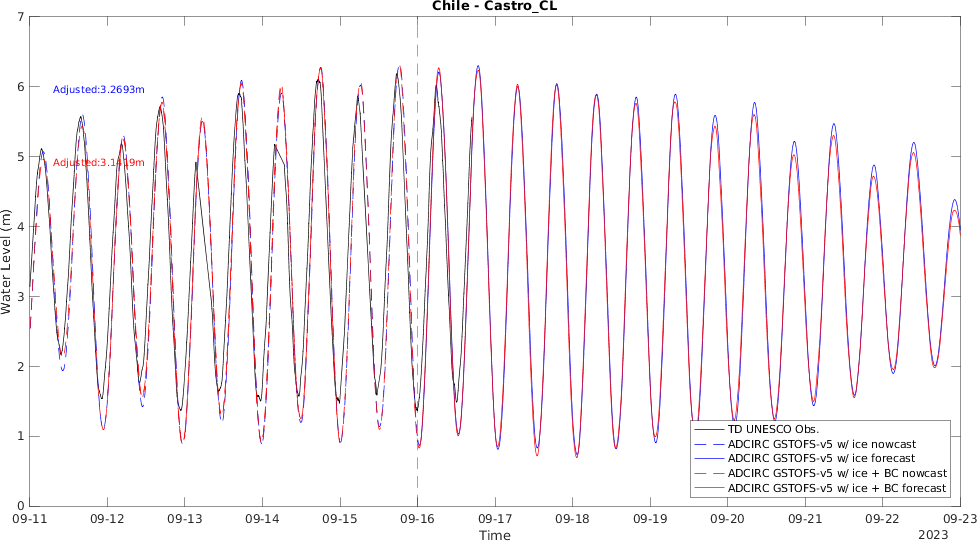 Chile - Castro_CL
7
6
5
4
3
2
1
0
Water Level (m)
Adjusted:3.2693m
TD UNESCO Obs.
ADCIRC GSTOFS-v5 w/ ice nowcast
ADCIRC GSTOFS-v5 w/ ice forecast
ADCIRC GSTOFS-v5 w/ ice + BC nowcast
ADCIRC GSTOFS-v5 w/ ice + BC forecast
09-11 09-12 09-13 09-14 09-15 09-16 09-17 09-18 09-19 09-20 09-21 09-22 09-23
Time
2023